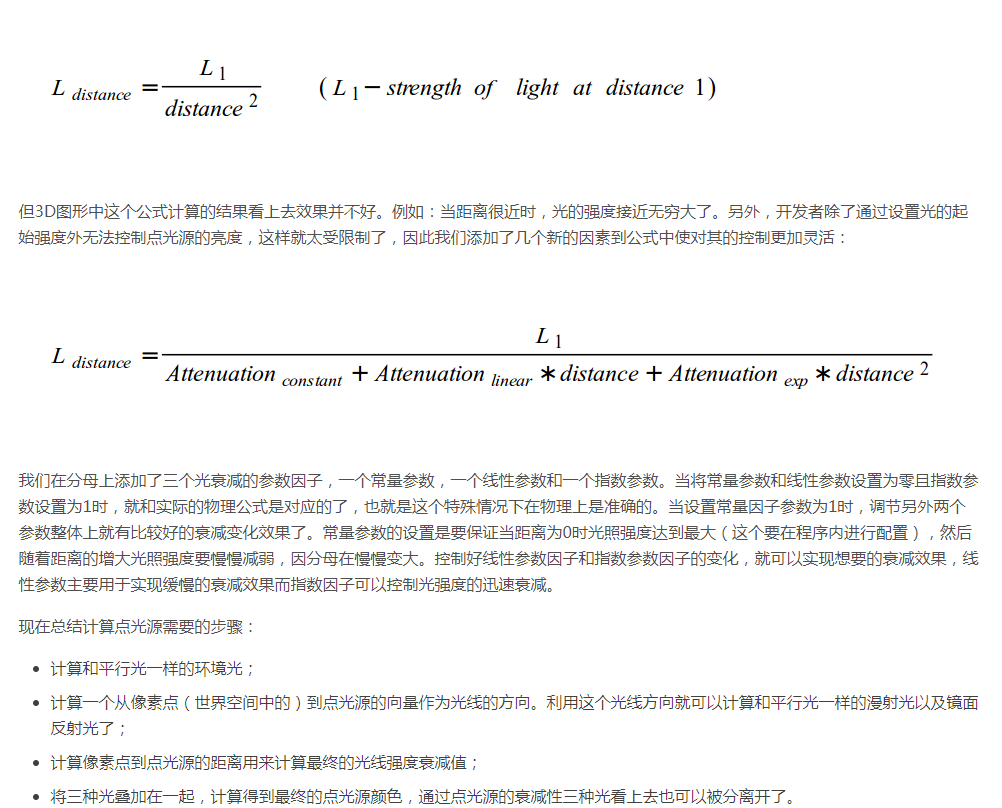 L distance = L 1 / distance 2 ( L 1 − strength of light at distance 1 )
但3D图形中这个公式计算的结果看上去效果并不好。例如：当距离很近时，光的强度接近无穷大了。另外，开发者除了通过设置光的起
始强度外无法控制点光源的亮度，这样就太受限制了，因此我们添加了几个新的因素到公式中使对其的控制更加灵活：
L distance = L 1 / Attenuation constant + Attenuation linear ∗ distance + Attenuation exp ∗ distance 2
我们在分母上添加了三个光衰减的参数因子，一个常量参数，一个线性参数和一个指数参数。当将常量参数和线性参数设置为零且指数参
数设置为1时，就和实际的物理公式是对应的了，也就是这个特殊情况下在物理上是准确的。当设置常量因子参数为1时，调节另外两个
参数整体上就有比较好的衰减变化效果了。常量参数的设置是要保证当距离为0时光照强度达到最大（这个要在程序内进行配置），然后
随着距离的增大光照强度要慢慢减弱，因分母在慢慢变大。控制好线性参数因子和指数参数因子的变化，就可以实现想要的衰减效果，线
性参数主要用于实现缓慢的衰减效果而指数因子可以控制光强度的迅速衰减。
现在总结计算点光源需要的步骤：
• 计算和平行光一样的环境光；
• 计算一个从像素点（世界空间中的）到点光源的向量作为光线的方向。利用这个光线方向就可以计算和平行光一样的漫射光以及镜面
反射光了；
• 计算像素点到点光源的距离用来计算最终的光线强度衰减值；
• 将三种光叠加在一起，计算得到最终的点光源颜色，通过点光源的衰减性三种光看上去也可以被分离开了。